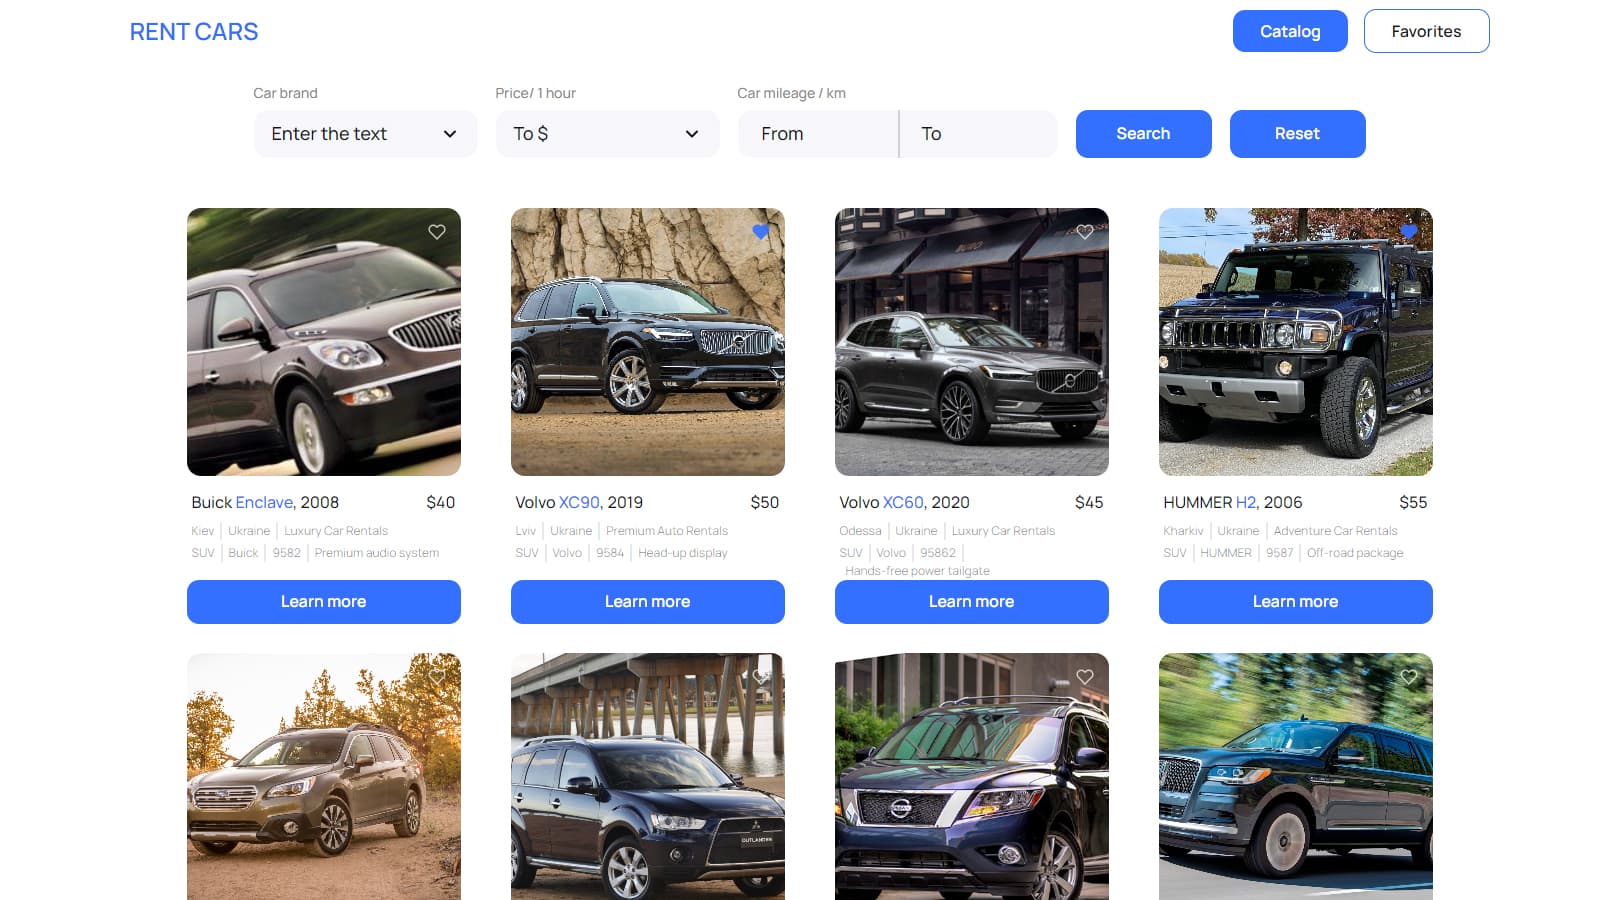 RENT CARS
Catalog
Favorites
Car brand
Price/ 1 hour
Car mileage / km
Enter the text
To $
From
To
Search
Reset
Buick Enclave, 2008
$40
Kiev | Ukraine | Luxury Car Rentals
SUV | Buick | 9582 | Premium audio system
Learn more
Volvo XC90, 2019
$50
Lviv | Ukraine | Premium Auto Rentals
SUV | Volvo | 9584 | Head-up display
Learn more
Volvo XC60, 2020
$45
Odessa | Ukraine | Luxury Car Rentals
SUV | Volvo | 95862 |
Hands-free power tailgate
Learn more
HUMMER H2, 2006
$55
Kharkiv | Ukraine | Adventure Car Rentals
SUV | HUMMER | 9587 | Off-road package
Learn more
OUTLANDER
NISSAN